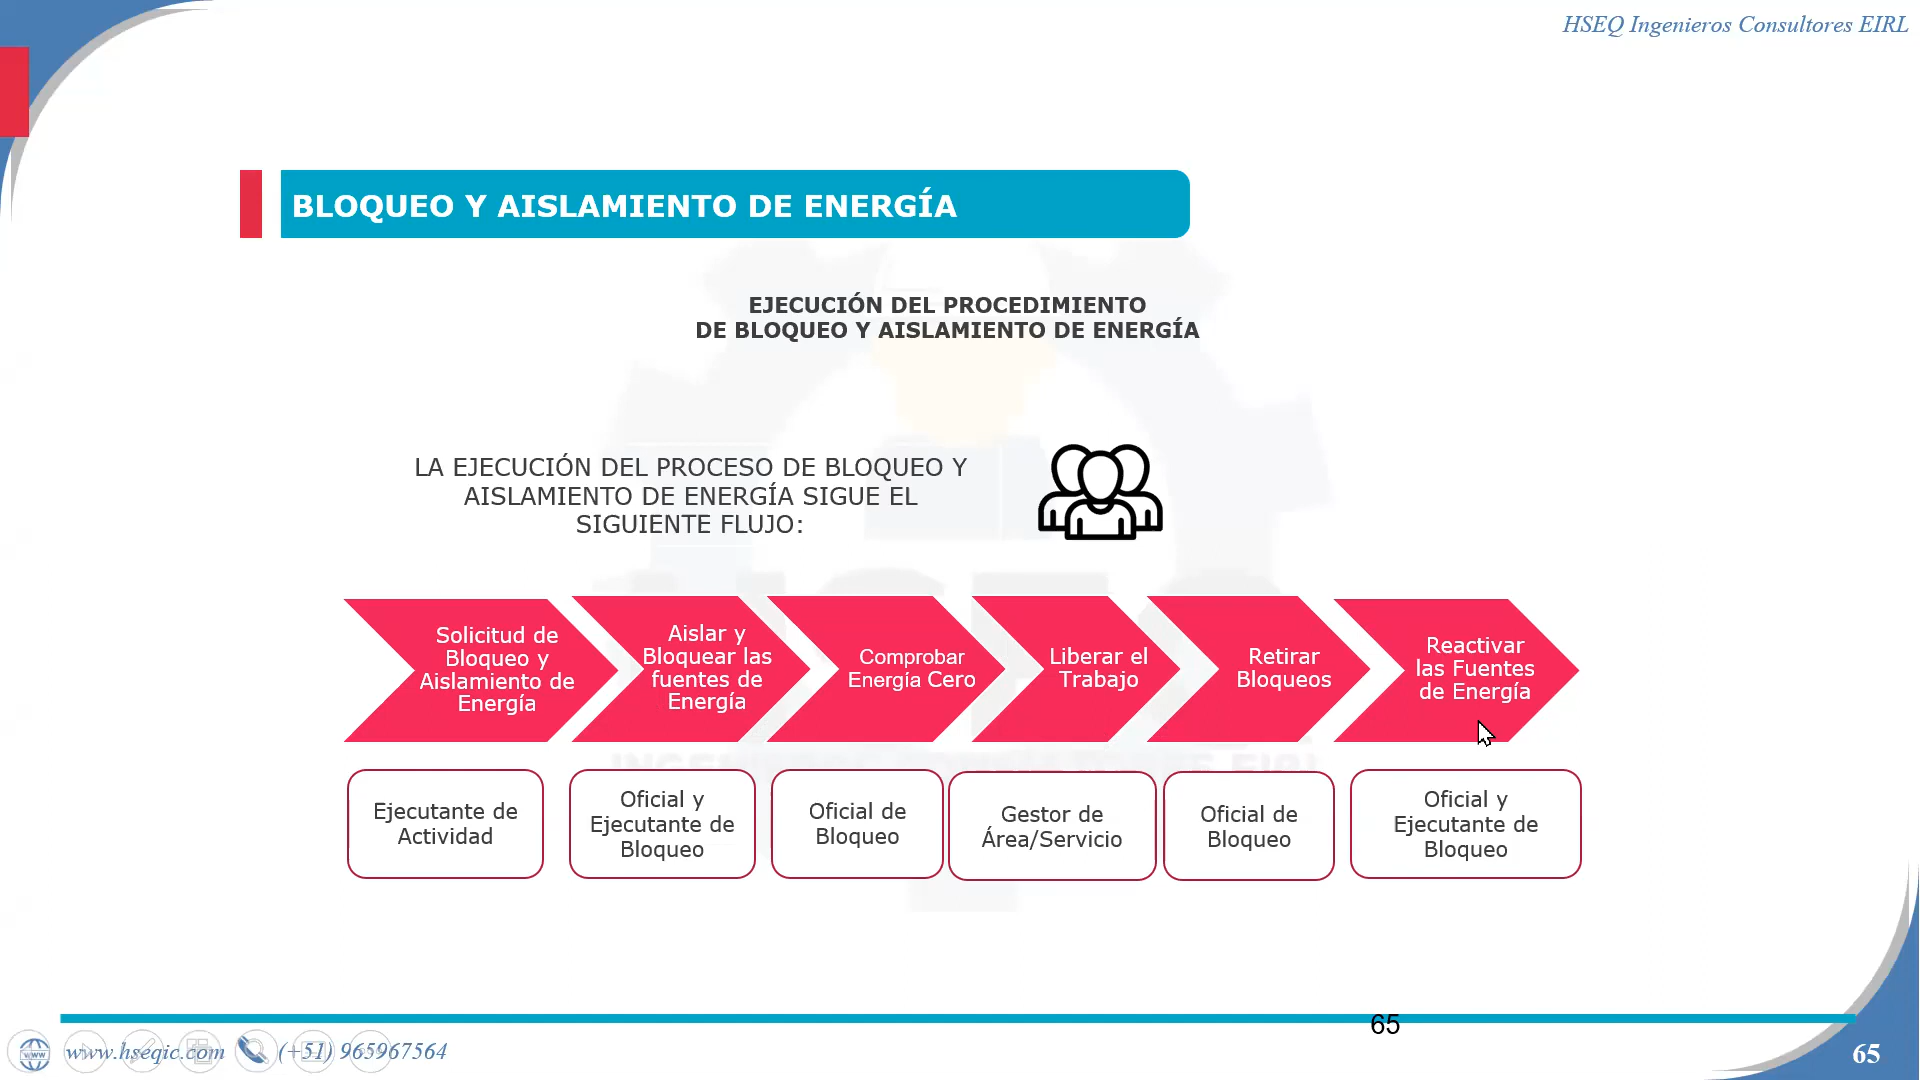 HSEQ Ingenieros Consultores EIRL
BLOQUEO Y AISLAMIENTO DE ENERGÍA
EJECUCIÓN DEL PROCEDIMIENTO
DE BLOQUEO Y AISLAMIENTO DE ENERGÍA
LA EJECUCIÓN DEL PROCESO DE BLOQUEO Y
AISLAMIENTO DE ENERGÍA SIGUE EL
SIGUIENTE FLUJO:
Solicitud de
Bloqueo y
Aislamiento de
Energía
Aislar y
Bloquear las
fuentes de
Energía
Comprobar
Energía Cero
Liberar el
Trabajo
Retirar
Bloqueos
Reactivar
las Fuentes
de Energía
Ejecutante de
Actividad
Oficial y
Ejecutante de
Bloqueo
Oficial de
Bloqueo
Gestor de
Área/Servicio
Oficial de
Bloqueo
Oficial y
Ejecutante de
Bloqueo
65
www.hseqic.com
(+51) 965967564
65